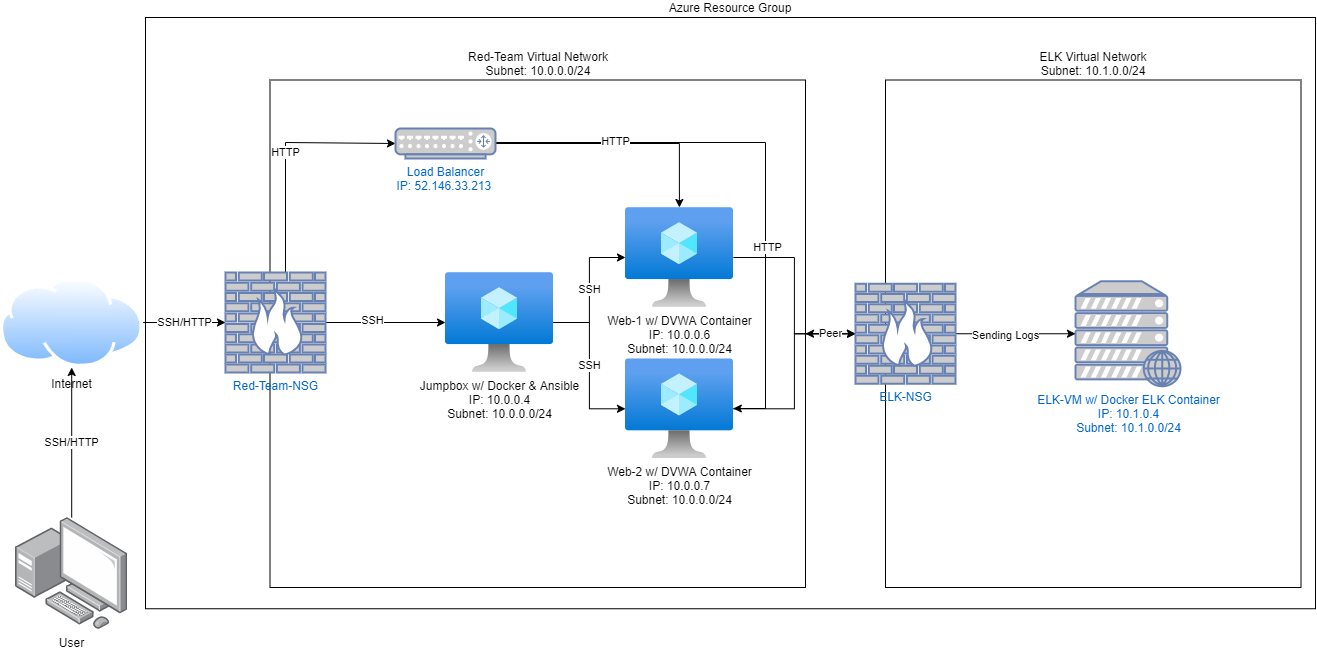 Azure Resource Group
Red-Team Virtual Network
Subnet: 10.0.0.0/24
ELK Virtual Network
Subnet: 10.1.0.0/24
HTTP
HTTP
Load Balancer
IP: 52.146.33.213
HTTP
SSH
SSH/HTTP
SSH
Web-1 w/ DVWA Container
IP: 10.0.0.6
Subnet: 10.0.0.0/24
Peer
Sending Logs
SSH
Internet
Red-Team-NSG
Jumpbox w/ Docker & Ansible
IP: 10.0.0.4
Subnet: 10.0.0.0/24
ELK-NSG
ELK-VM w/ Docker ELK Container
IP: 10.1.0.4
Subnet: 10.1.0.0/24
SSH/HTTP
Web-2 w/ DVWA Container
IP: 10.0.0.7
Subnet: 10.0.0.0/24
User